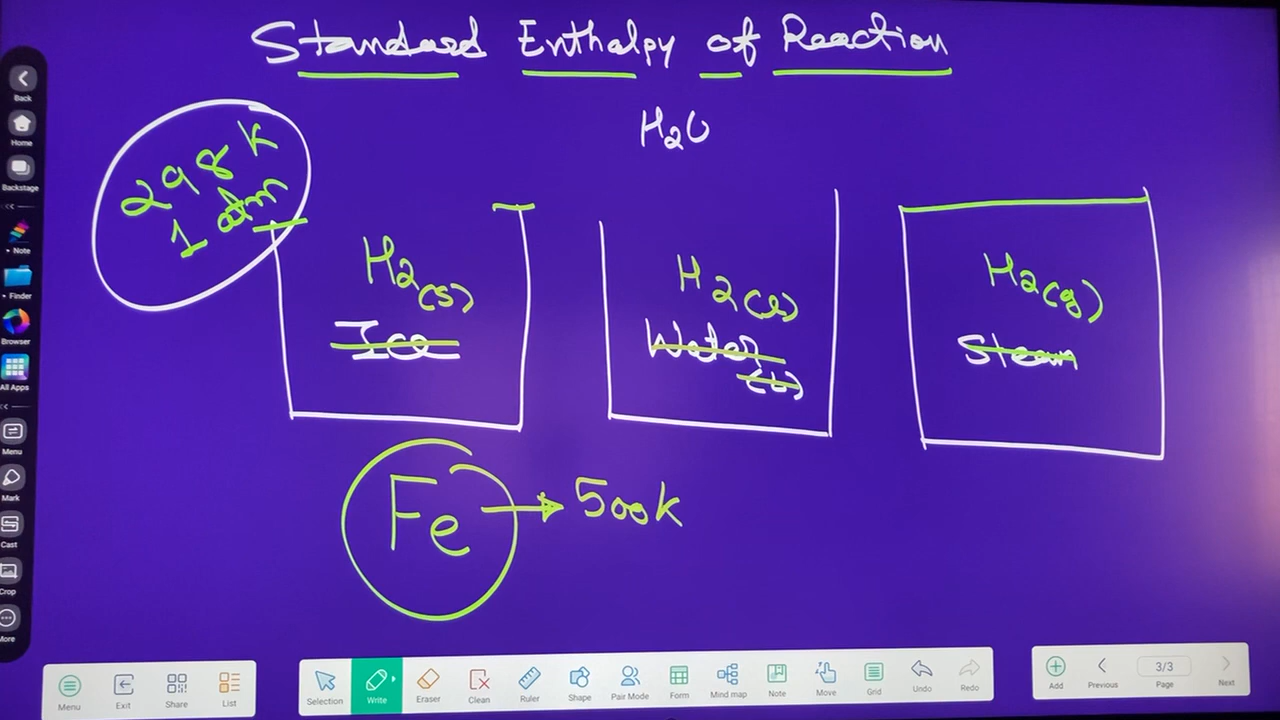 Standard Enthalpy of Reaction
H2O
298 K
1 atm
H2(s)
Ice
H2(l)
Water
(l)
H2(g)
Steam
Fe → 500K
Back
Home
Backstage
Note
Finder
Browser
All Apps
Menu
Mark
Cast
Crop
More
Menu
Exit
Share
List
Selection
Write
Eraser
Clean
Ruler
Shape
Pair Mode
Form
Mind map
Note
Move
Grid
Undo
Redo
Add
Previous
3/3
Page
Next